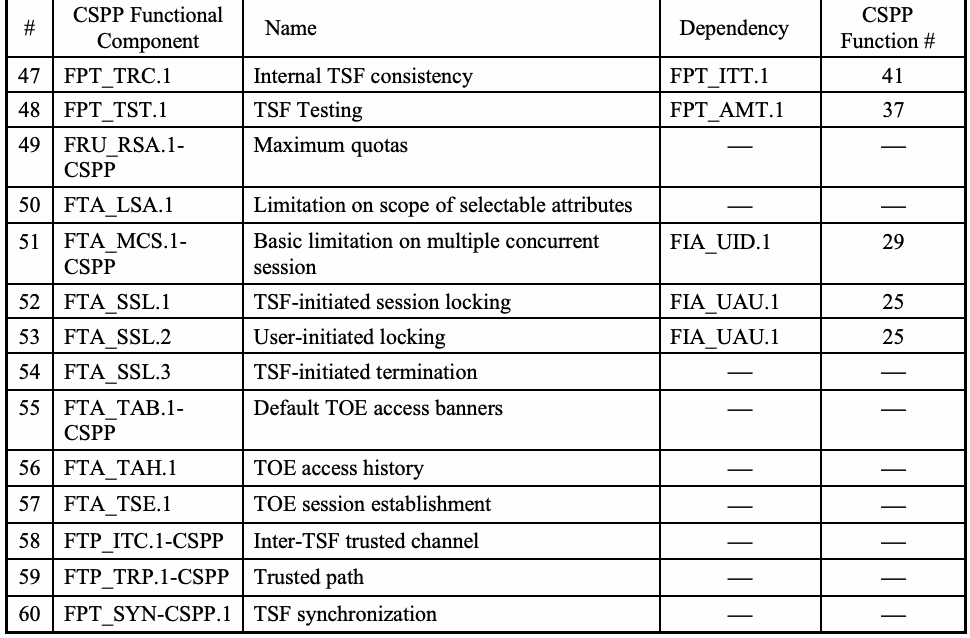 # CSPP Functional Component Name Dependency CSPP Function #
47 FPT_TRC.1 Internal TSF consistency FPT_ITT.1 41
48 FPT_TST.1 TSF Testing FPT_AMT.1 37
49 FRU_RSA.1-CSPP Maximum quotas — —
50 FTA_LSA.1 Limitation on scope of selectable attributes — —
51 FTA_MCS.1-CSPP Basic limitation on multiple concurrent session FIA_UID.1 29
52 FTA_SSL.1 TSF-initiated session locking FIA_UAU.1 25
53 FTA_SSL.2 User-initiated locking FIA_UAU.1 25
54 FTA_SSL.3 TSF-initiated termination — —
55 FTA_TAB.1-CSPP Default TOE access banners — —
56 FTA_TAH.1 TOE access history — —
57 FTA_TSE.1 TOE session establishment — —
58 FTP_ITC.1-CSPP Inter-TSF trusted channel — —
59 FTP_TRP.1-CSPP Trusted path — —
60 FPT_SYN-CSPP.1 TSF synchronization — —